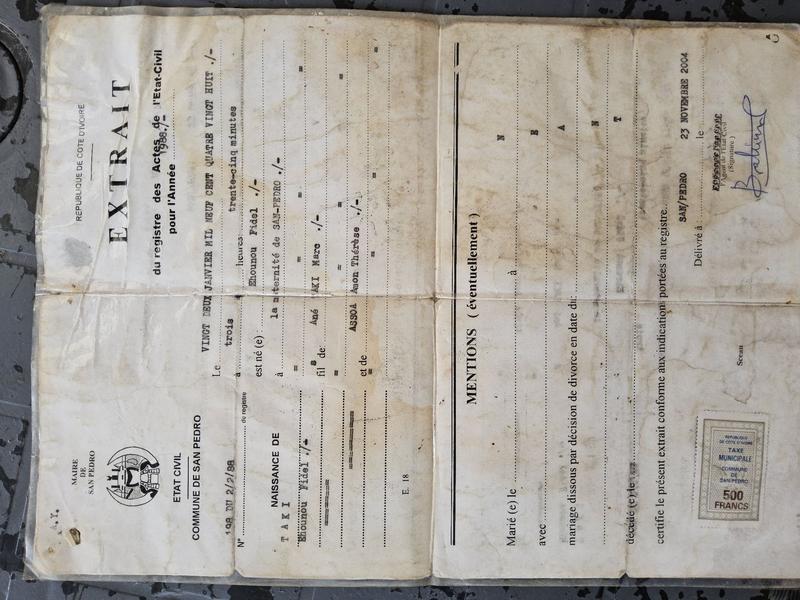 MAIRE
DE
SAN PEDRO
ETAT CIVIL
COMMUNE DE SAN PEDRO
198 DU 2/2/88
N° du registre
NAISSANCE DE
TAKI
Ehounou Fidel ./-
E. 18
REPUBLIQUE DE COTE D'IVOIRE
EXTRAIT
du registre des Actes de l'Etat-Civil
pour l'Année 1988./-
Le VINGT DEUX JANVIER MIL NEUF CENT QUATRE VINGT HUIT ./-
à trois heures trente-cinq minutes
est né (e) : Ehounou Fidel ./-
à la maternité de SAN-PEDRO ./-
= = =
fils de Ané TAKI Marc ./-
= = =
et de ASSOA Amon Thérèse ./-
= = =
MENTIONS ( éventuellement )
Marié (e) le à N
avec E
mariage dissous par décision de divorce en date du A
N
décédé (e) le T
certifie le présent extrait conforme aux indications portées au registre.
Délivré à SAN/PEDRO le 23 NOVEMBRE 2004
(Signature)
Sceau
REPUBLIQUE
DE COTE D'IVOIRE
TAXE
MUNICIPALE
COMMUNE
DE
SAN PEDRO
500
FRANCS